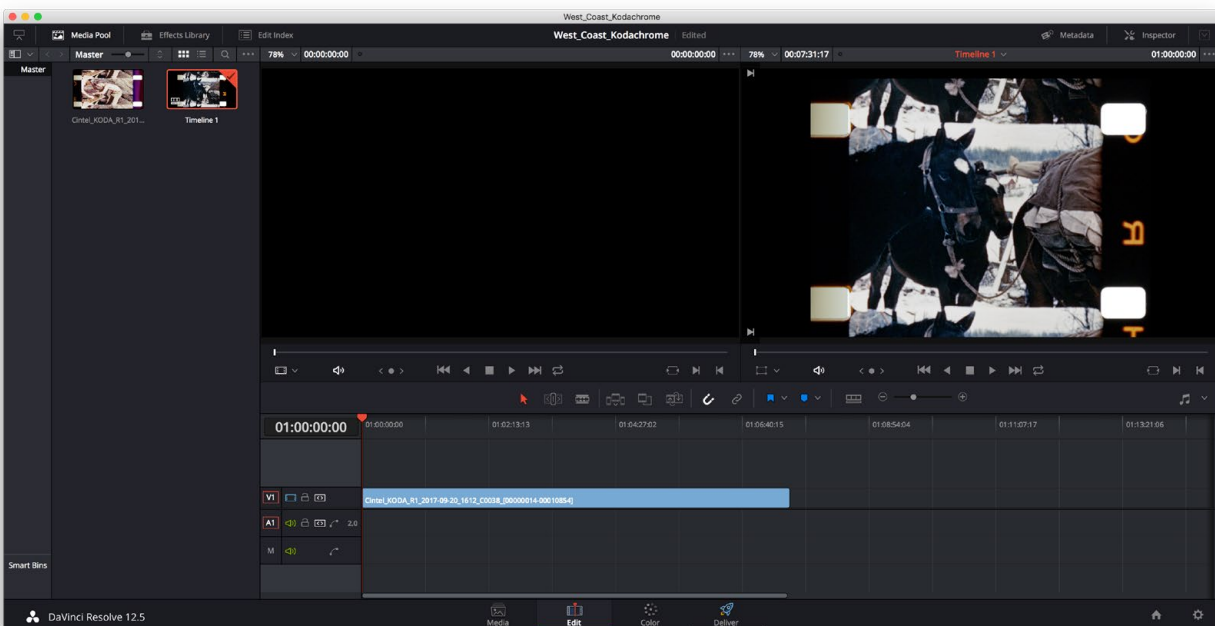 West_Coast_Kodachrome
Media Pool Effects Library Edit Index West_Coast_Kodachrome Edited Metadata Inspector
Master 78% 00:00:00:00 00:00:00:00 78% 00:07:31:17 Timeline 1 01:00:00:00
Master
Cintel_KODA_R1_201... Timeline 1
R
H
01:00:00:00 01:00:00:00 01:02:13:13 01:04:27:02 01:06:40:15 01:08:54:04 01:11:07:17 01:13:21:06
V1 Cintel_KODA_R1_2017-09-20_1612_C0038_[00000014-00010854]
A1 2.0
M
Smart Bins
DaVinci Resolve 12.5 Media Edit Color Deliver